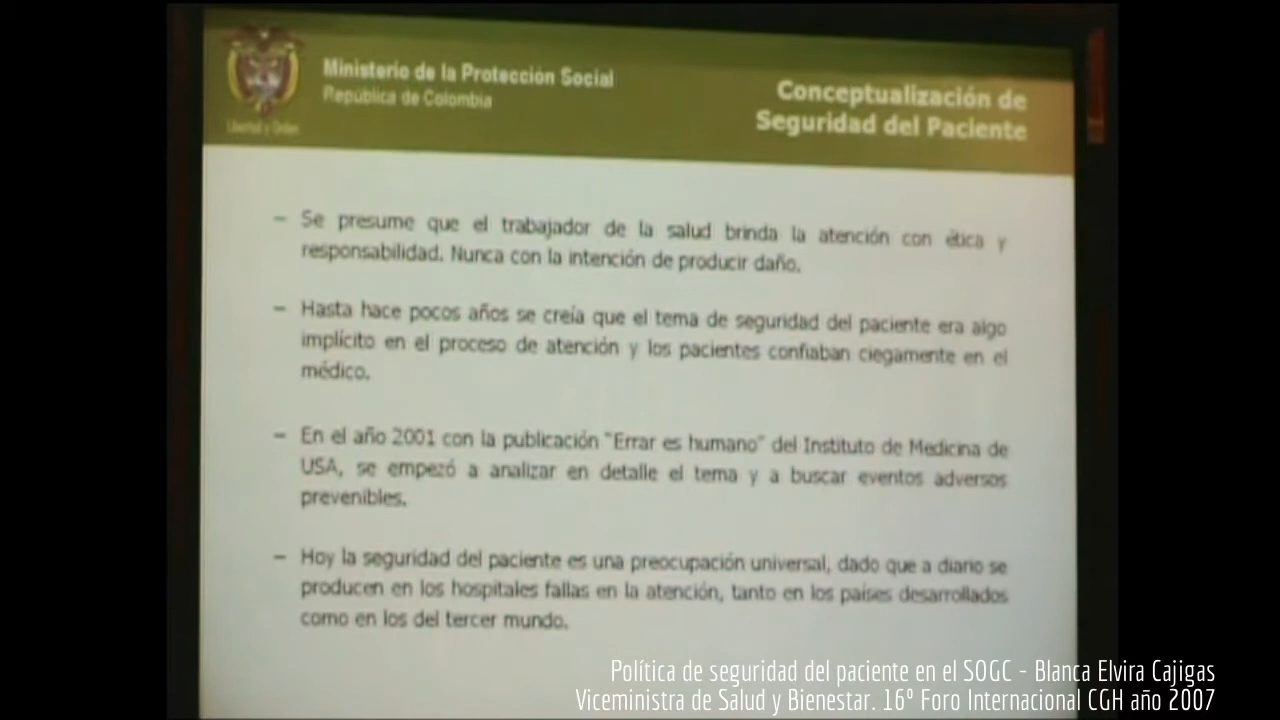 Ministerio de la Protección Social
República de Colombia
Libertad y Orden
Conceptualización de
Seguridad del Paciente
– Se presume que el trabajador de la salud brinda la atención con ética y
responsabilidad. Nunca con la intención de producir daño.
– Hasta hace pocos años se creía que el tema de seguridad del paciente era algo
implícito en el proceso de atención y los pacientes confiaban ciegamente en el
médico.
– En el año 2001 con la publicación "Errar es humano" del Instituto de Medicina de
USA, se empezó a analizar en detalle el tema y a buscar eventos adversos
prevenibles.
– Hoy la seguridad del paciente es una preocupación universal, dado que a diario se
producen en los hospitales fallas en la atención, tanto en los países desarrollados
como en los del tercer mundo.
Política de seguridad del paciente en el SOGC - Blanca Elvira Cajigas
Viceministra de Salud y Bienestar. 16º Foro Internacional CGH año 2007